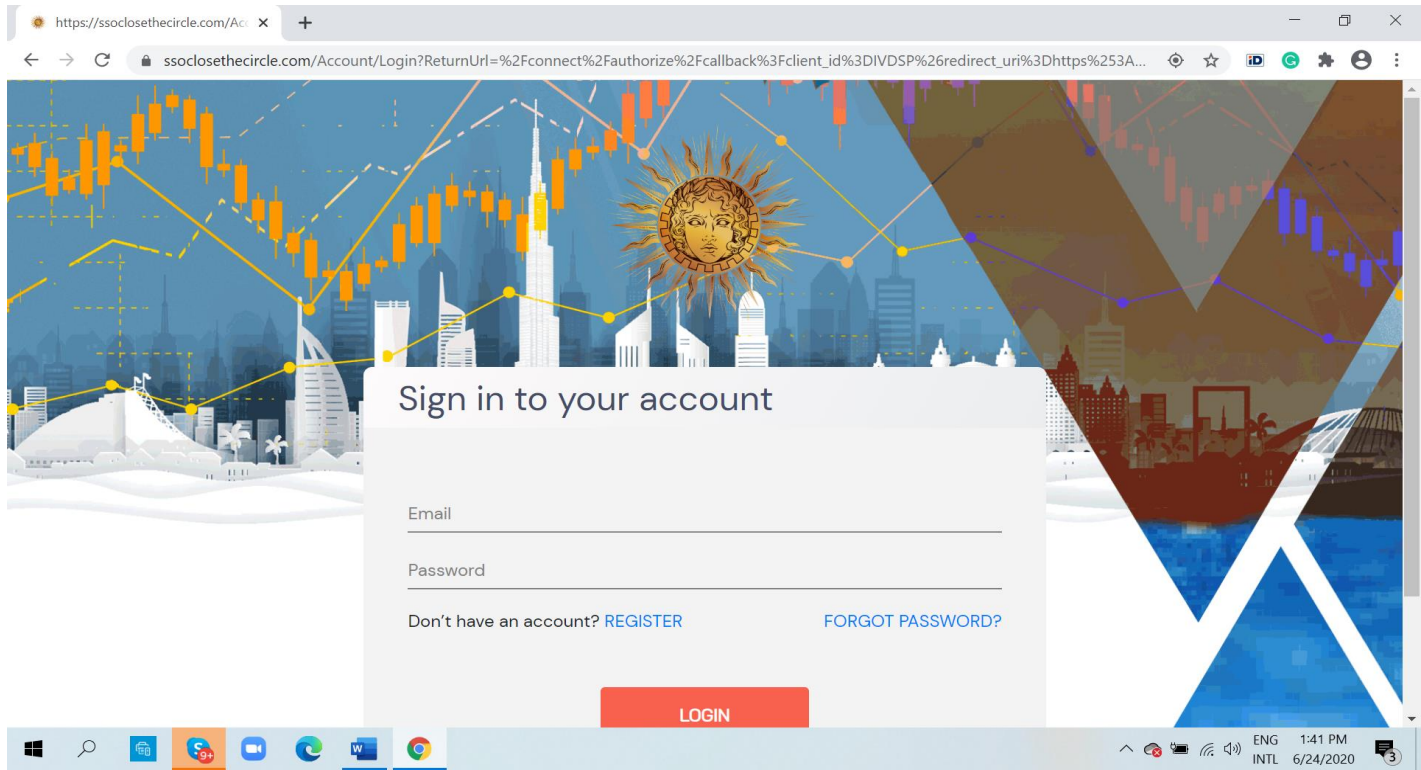 https://ssoclosethecircle.com/Acc
ssoclosethecircle.com/Account/Login?ReturnUrl=%2Fconnect%2Fauthorize%2Fcallback%3Fclient_id%3DIVDSP%26redirect_uri%3Dhttps%253A...
iD
G
Sign in to your account
Email
Password
Don't have an account? REGISTER
FORGOT PASSWORD?
LOGIN
S
9+
W
ENG
INTL
1:41 PM
6/24/2020
3